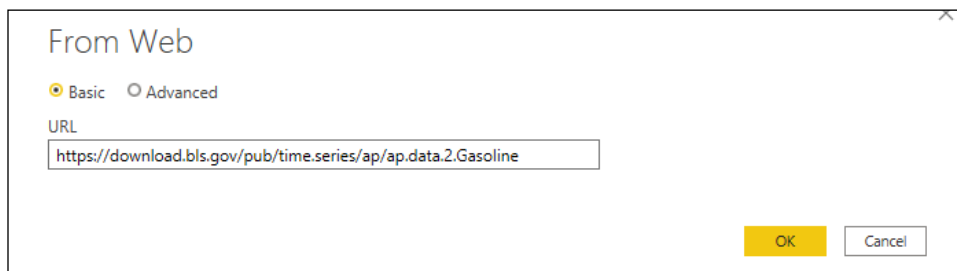 From Web
Basic Advanced
URL
https://download.bls.gov/pub/time.series/ap/ap.data.2.Gasoline
OK Cancel